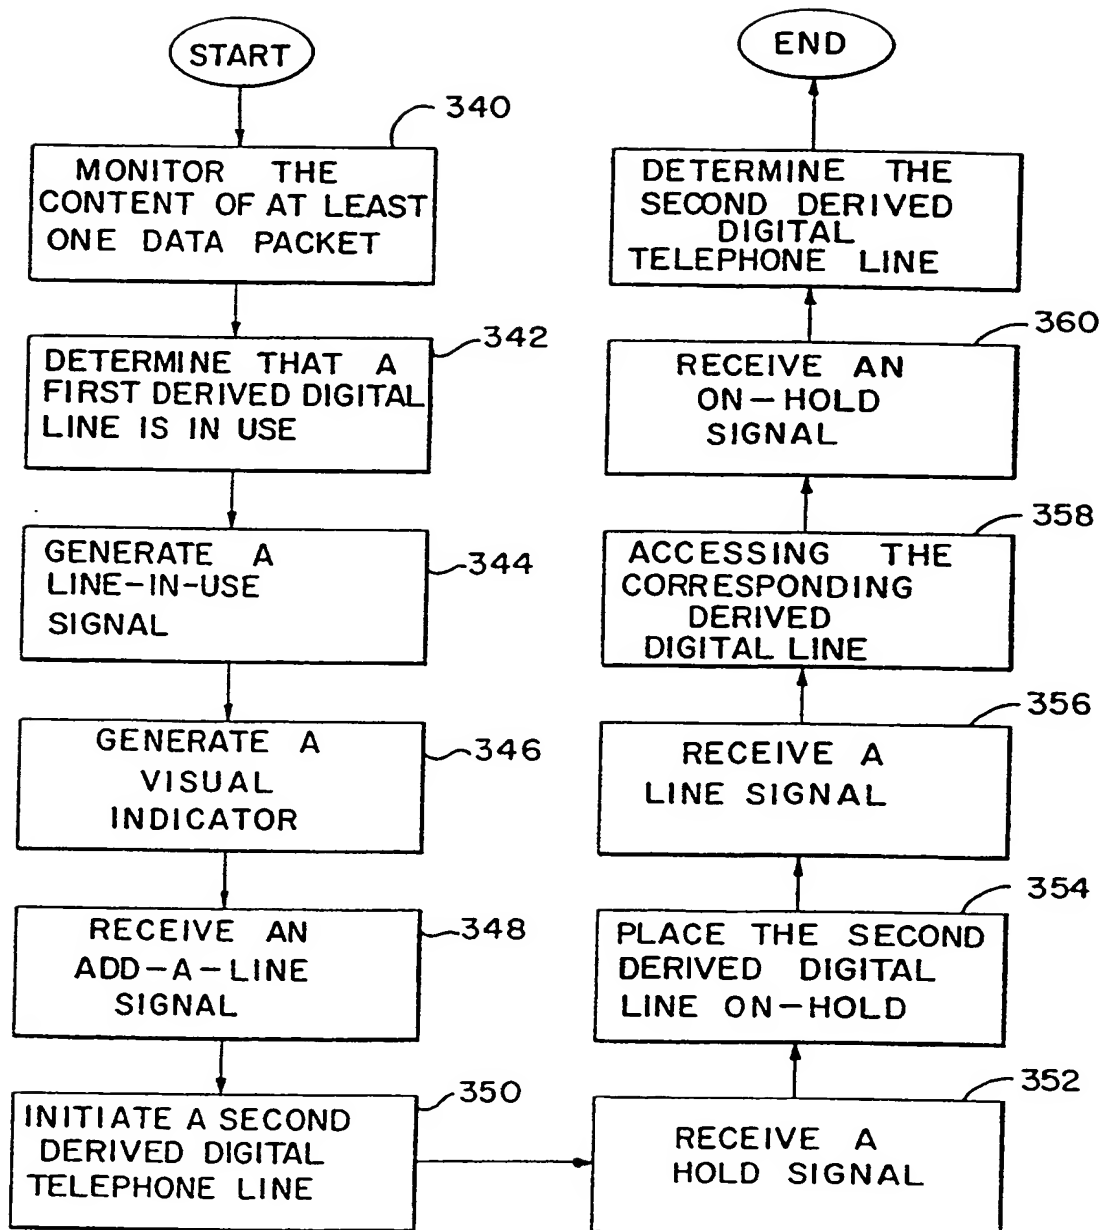 START
340
MONITOR THE
CONTENT OF AT LEAST
ONE DATA PACKET
342
DETERMINE THAT A
FIRST DERIVED DIGITAL
LINE IS IN USE
344
GENERATE A
LINE-IN-USE
SIGNAL
346
GENERATE A
VISUAL
INDICATOR
348
RECEIVE AN
ADD-A-LINE
SIGNAL
350
INITIATE A SECOND
DERIVED DIGITAL
TELEPHONE LINE
352
RECEIVE A
HOLD SIGNAL
354
PLACE THE SECOND
DERIVED DIGITAL
LINE ON-HOLD
356
RECEIVE A
LINE SIGNAL
358
ACCESSING THE
CORRESPONDING
DERIVED
DIGITAL LINE
360
RECEIVE AN
ON-HOLD
SIGNAL
DETERMINE THE
SECOND DERIVED
DIGITAL
TELEPHONE LINE
END